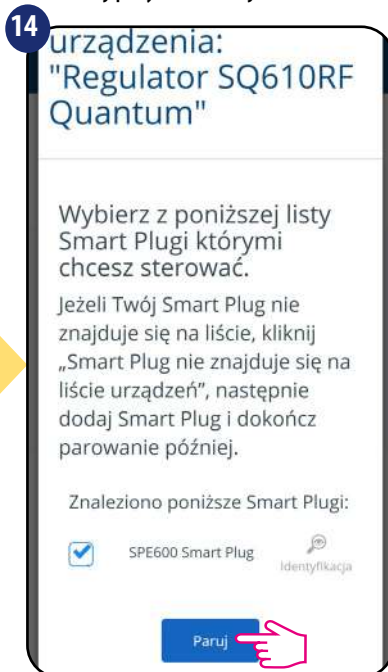 14
urządzenia:
"Regulator SQ610RF
Quantum"
Wybierz z poniższej listy
Smart Plugi którymi
chcesz sterować.
Jeżeli Twój Smart Plug nie
znajduje się na liście, kliknij
„Smart Plug nie znajduje się na
liście urządzeń”, następnie
dodaj Smart Plug i dokończ
parowanie później.
Znaleziono poniższe Smart Plugi:
SPE600 Smart Plug
Identyfikacja
Paruj